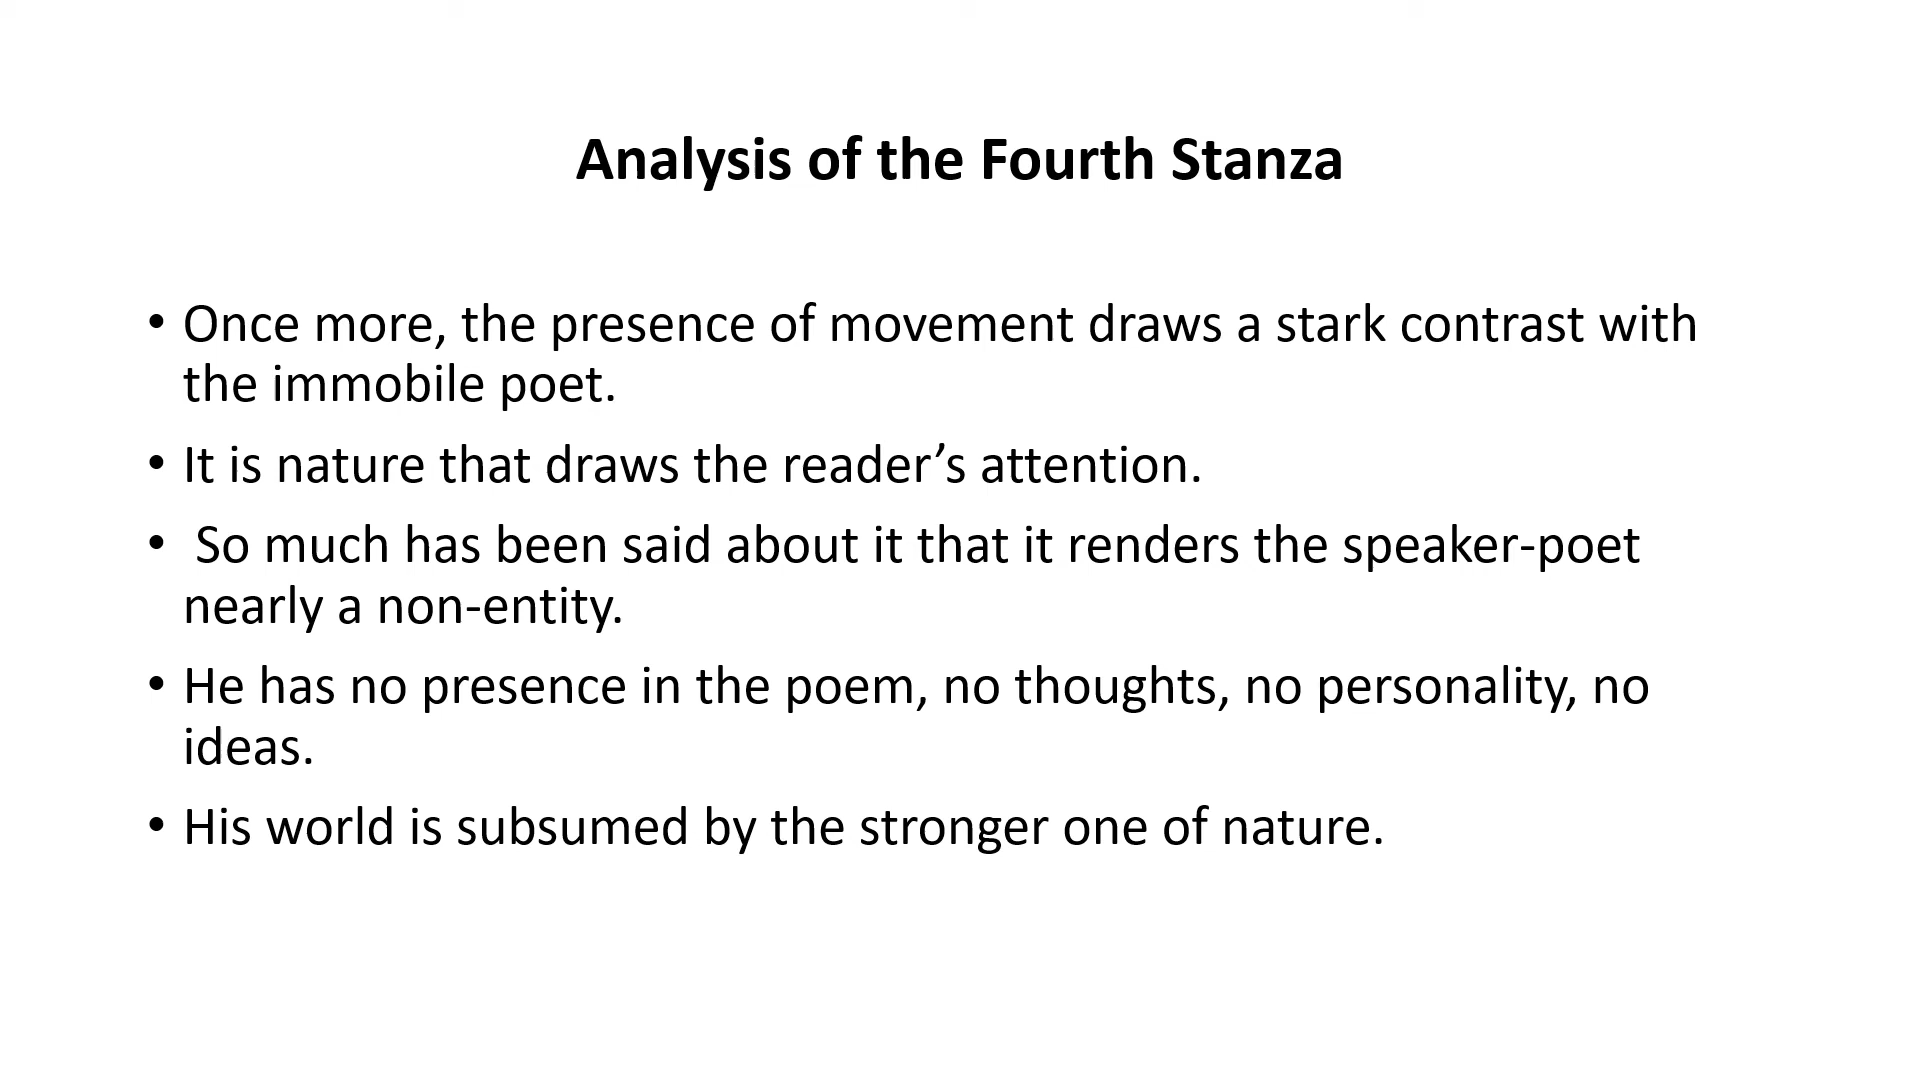 Analysis of the Fourth Stanza
• Once more, the presence of movement draws a stark contrast with
the immobile poet.
• It is nature that draws the reader’s attention.
• So much has been said about it that it renders the speaker-poet
nearly a non-entity.
• He has no presence in the poem, no thoughts, no personality, no
ideas.
• His world is subsumed by the stronger one of nature.